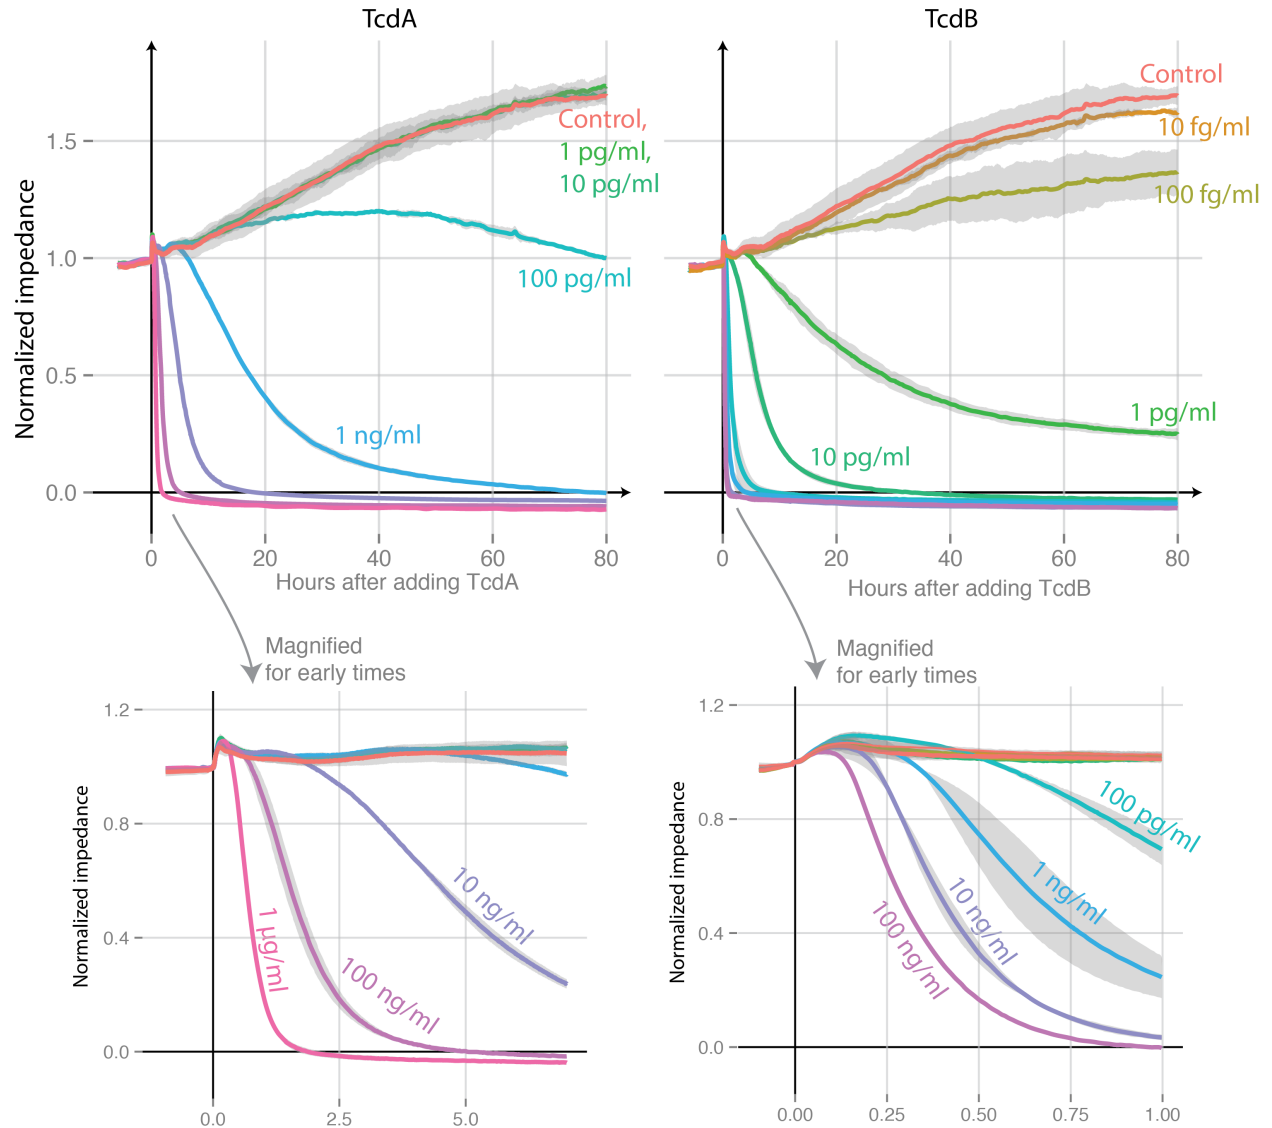 TcdA
Normalized impedance
1.5
1.0
0.5
0.0
Control,
1 pg/ml,
10 pg/ml
100 pg/ml
1 ng/ml
0
20
40
60
80
Hours after adding TcdA
TcdB
Control
10 fg/ml
100 fg/ml
1 pg/ml
10 pg/ml
0
20
40
60
80
Hours after adding TcdB
Magnified
for early times
Normalized impedance
1.2
0.8
0.4
0.0
1 µg/ml
100 ng/ml
10 ng/ml
0.0
2.5
5.0
Magnified
for early times
Normalized impedance
1.2
0.8
0.4
0.0
100 pg/ml
1 ng/ml
10 ng/ml
100 ng/ml
0.00
0.25
0.50
0.75
1.00